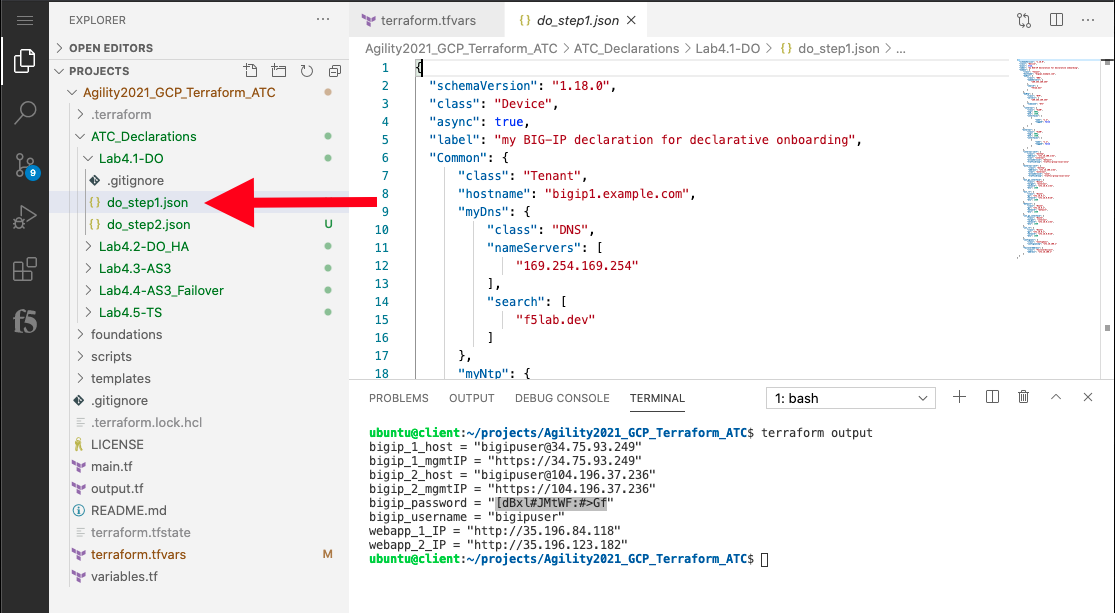 EXPLORER
OPEN EDITORS
PROJECTS
Agility2021_GCP_Terraform_ATC
.terraform
ATC_Declarations
Lab4.1-DO
.gitignore
{} do_step1.json
{} do_step2.json U
Lab4.2-DO_HA
Lab4.3-AS3
Lab4.4-AS3_Failover
Lab4.5-TS
foundations
scripts
templates
.gitignore
.terraform.lock.hcl
LICENSE
main.tf
output.tf
README.md
terraform.tfstate
terraform.tfvars M
variables.tf
9
f5
terraform.tfvars {} do_step1.json
Agility2021_GCP_Terraform_ATC > ATC_Declarations > Lab4.1-DO > {} do_step1.json > ...
1 {
2 "schemaVersion": "1.18.0",
3 "class": "Device",
4 "async": true,
5 "label": "my BIG-IP declaration for declarative onboarding",
6 "Common": {
7 "class": "Tenant",
8 "hostname": "bigip1.example.com",
9 "myDns": {
10 "class": "DNS",
11 "nameServers": [
12 "169.254.169.254"
13 ],
14 "search": [
15 "f5lab.dev"
16 ]
17 },
18 "myNtp": {
PROBLEMS OUTPUT DEBUG CONSOLE TERMINAL 1: bash
ubuntu@client:~/projects/Agility2021_GCP_Terraform_ATC$ terraform output
bigip_1_host = "bigipuser@34.75.93.249"
bigip_1_mgmtIP = "https://34.75.93.249"
bigip_2_host = "bigipuser@104.196.37.236"
bigip_2_mgmtIP = "https://104.196.37.236"
bigip_password = "[dBxl#JMtWF:#>Gf"
bigip_username = "bigipuser"
webapp_1_IP = "http://35.196.84.118"
webapp_2_IP = "http://35.196.123.182"
ubuntu@client:~/projects/Agility2021_GCP_Terraform_ATC$